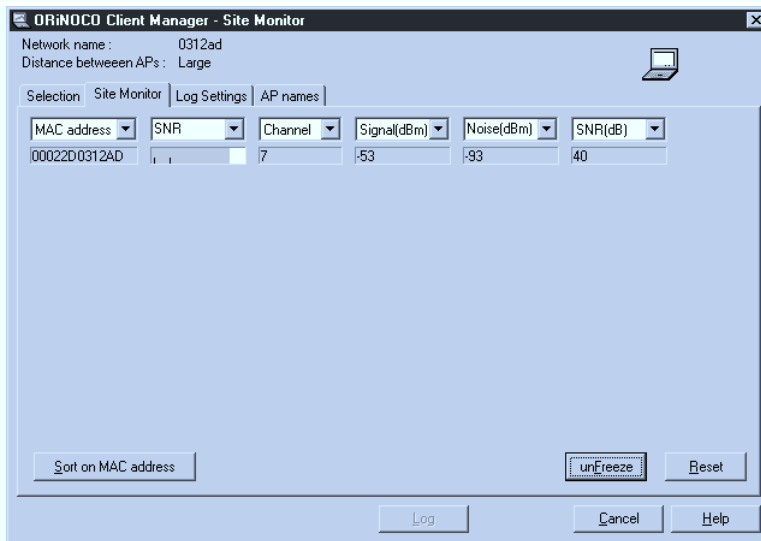 ORiNOCO Client Manager - Site Monitor
Network name : 0312ad
Distance betweeen APs : Large
Selection Site Monitor Log Settings AP names
MAC address SNR Channel Signal(dBm) Noise(dBm) SNR(dB)
00022D0312AD 7 -53 -93 40
Sort on MAC address unFreeze Reset
Log Cancel Help